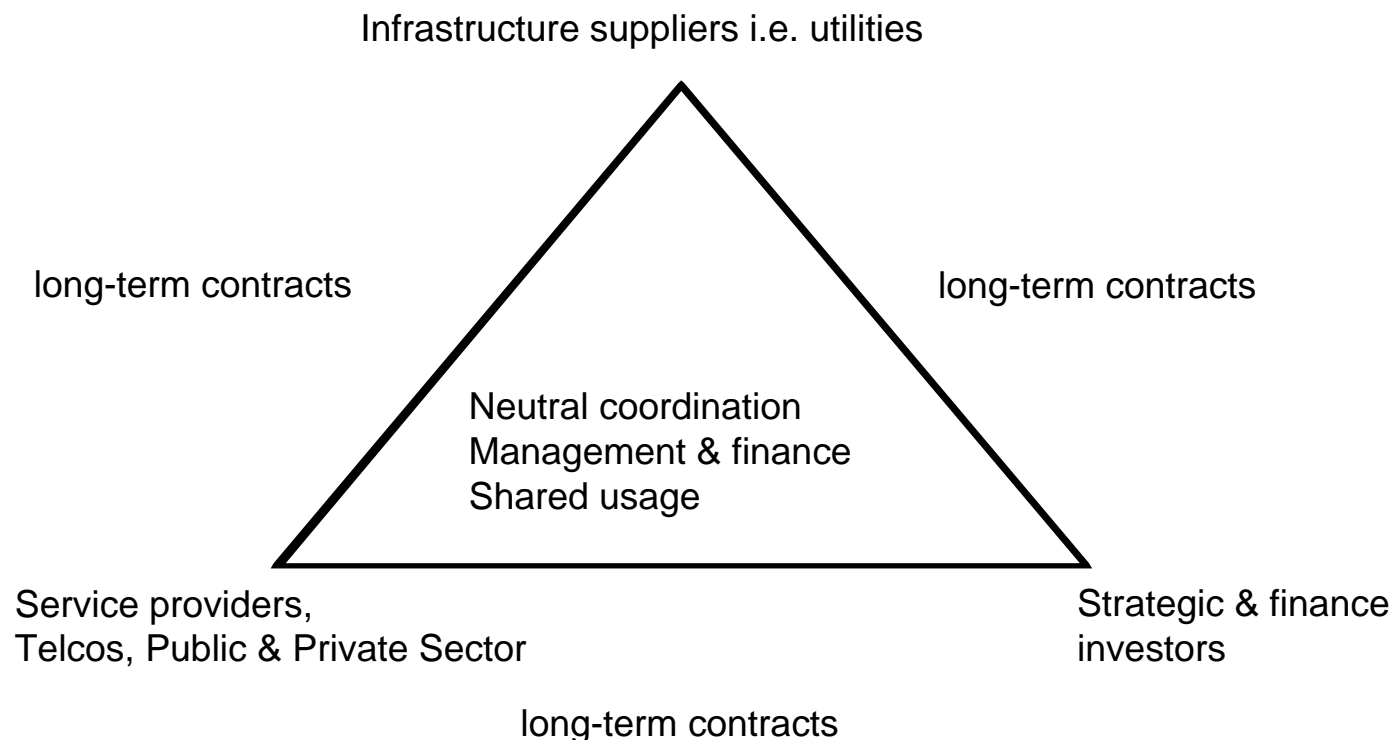 Infrastructure suppliers i.e. utilities
long-term contracts
long-term contracts
Neutral coordination
Management & finance
Shared usage
Service providers,
Telcos, Public & Private Sector
Strategic & finance
investors
long-term contracts